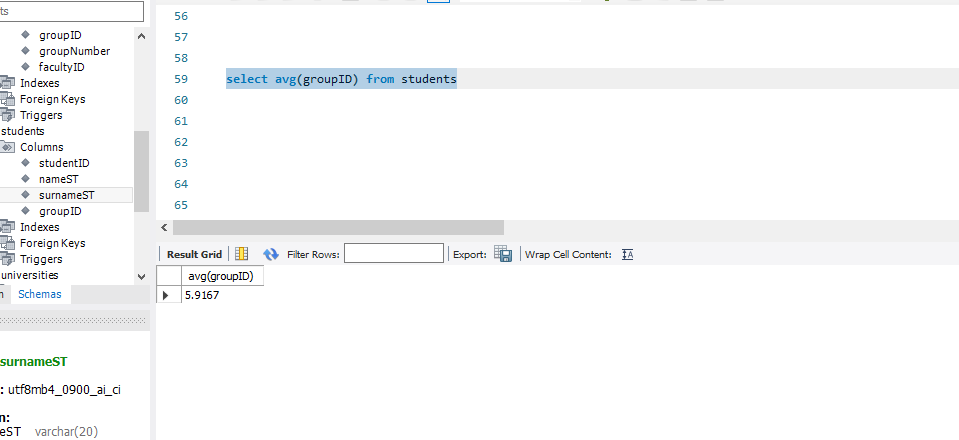 ts
groupID
groupNumber
facultyID
Indexes
Foreign Keys
Triggers
students
Columns
studentID
nameST
surnameST
groupID
Indexes
Foreign Keys
Triggers
universities
n Schemas
surnameST
: utf8mb4_0900_ai_ci
n:
eST varchar(20)
56
57
58
59 select avg(groupID) from students
60
61
62
63
64
65
Result Grid Filter Rows: Export: Wrap Cell Content: IA
avg(groupID)
5.9167